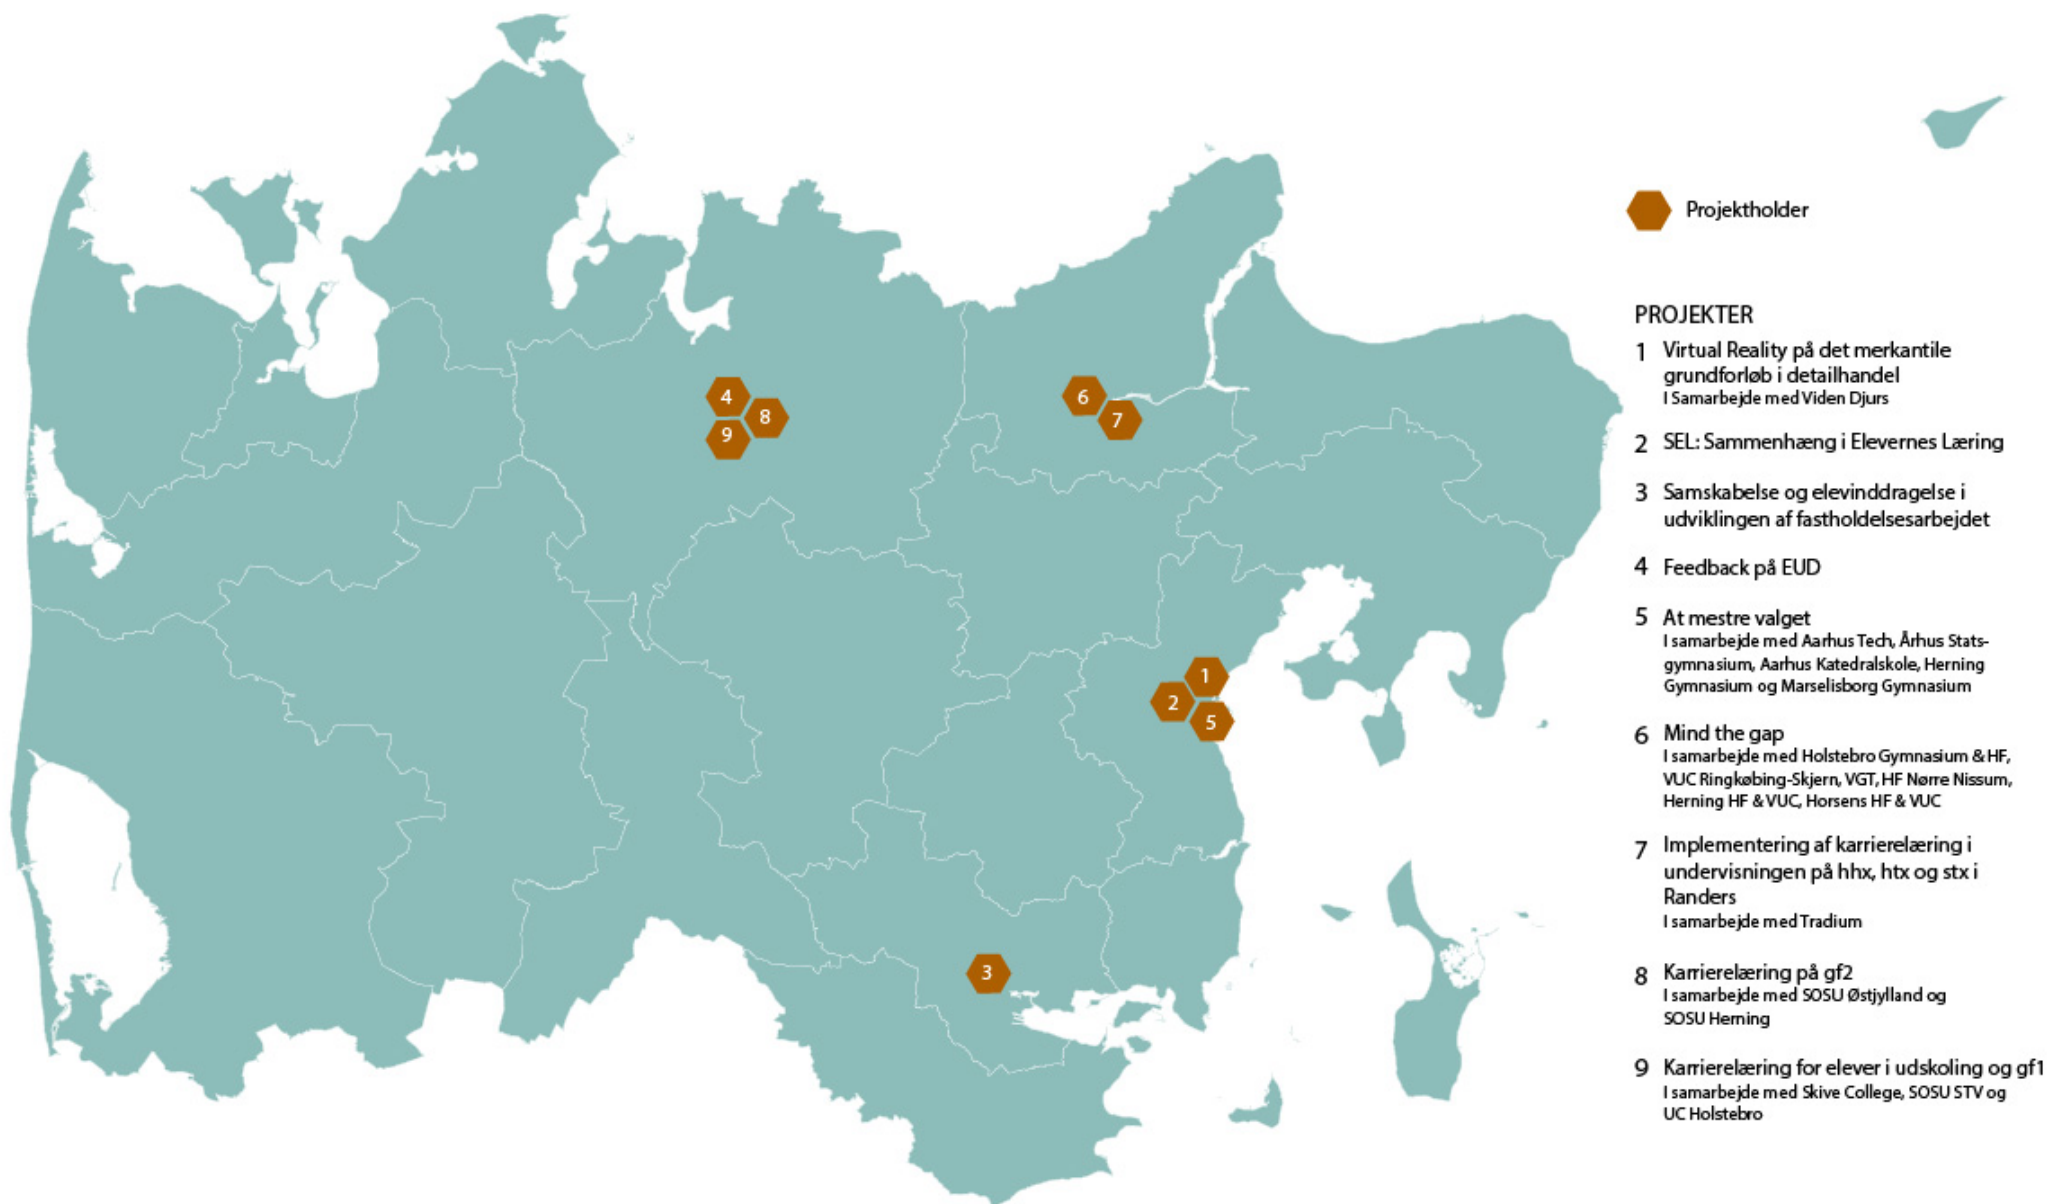 Projektholder
PROJEKTER
1 Virtual Reality på det merkantile
grundforløb i detailhandel
I Samarbejde med Viden Djurs
2 SEL: Sammenhæng i Elevernes Læring
3 Samskabelse og elevinddragelse i
udviklingen af fastholdelsesarbejdet
4 Feedback på EUD
5 At mestre valget
I samarbejde med Aarhus Tech, Århus Stats-
gymnasium, Aarhus Katedralskole, Herning
Gymnasium og Marselisborg Gymnasium
6 Mind the gap
I samarbejde med Holstebro Gymnasium & HF,
VUC Ringkøbing-Skjern, VGT, HF Nørre Nissum,
Herning HF & VUC, Horsens HF & VUC
7 Implementering af karrierelæring i
undervisningen på hhx, htx og stx i
Randers
I samarbejde med Tradium
8 Karrierelæring på gf2
I samarbejde med SOSU Østjylland og
SOSU Herning
9 Karrierelæring for elever i udskoling og gf1
I samarbejde med Skive College, SOSU STV og
UC Holstebro
4
8
9
6
7
1
2
5
3